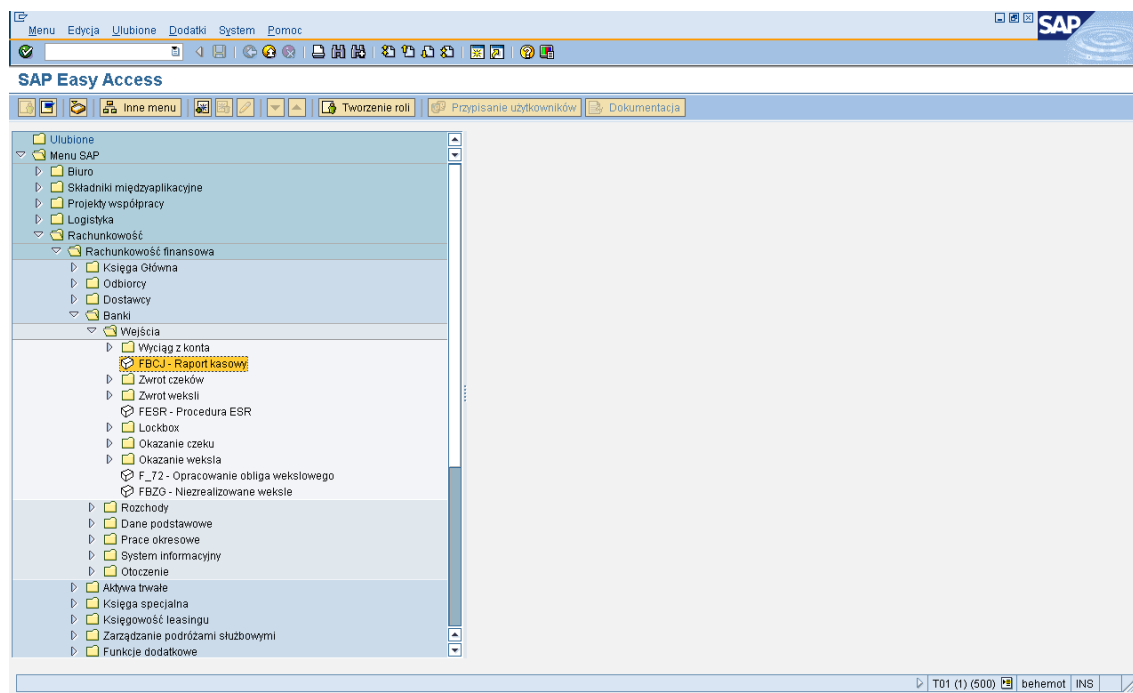 Menu Edycja Ulubione Dodatki System Pomoc
SAP
SAP Easy Access
Inne menu Tworzenie roli Przypisanie użytkowników Dokumentacja
Ulubione
Menu SAP
Biuro
Składniki międzyaplikacyjne
Projekty współpracy
Logistyka
Rachunkowość
Rachunkowość finansowa
Księga Główna
Odbiorcy
Dostawcy
Banki
Wejścia
Wyciąg z konta
FBCJ - Raport kasowy
Zwrot czeków
Zwrot weksli
FESR - Procedura ESR
Lockbox
Okazanie czeku
Okazanie weksla
F_72 - Opracowanie obliga wekslowego
FBZG - Niezrealizowane weksle
Rozchody
Dane podstawowe
Prace okresowe
System informacyjny
Otoczenie
Aktywa trwałe
Księga specjalna
Księgowość leasingu
Zarządzanie podróżami służbowymi
Funkcje dodatkowe
T01 (1) (500) behemot INS